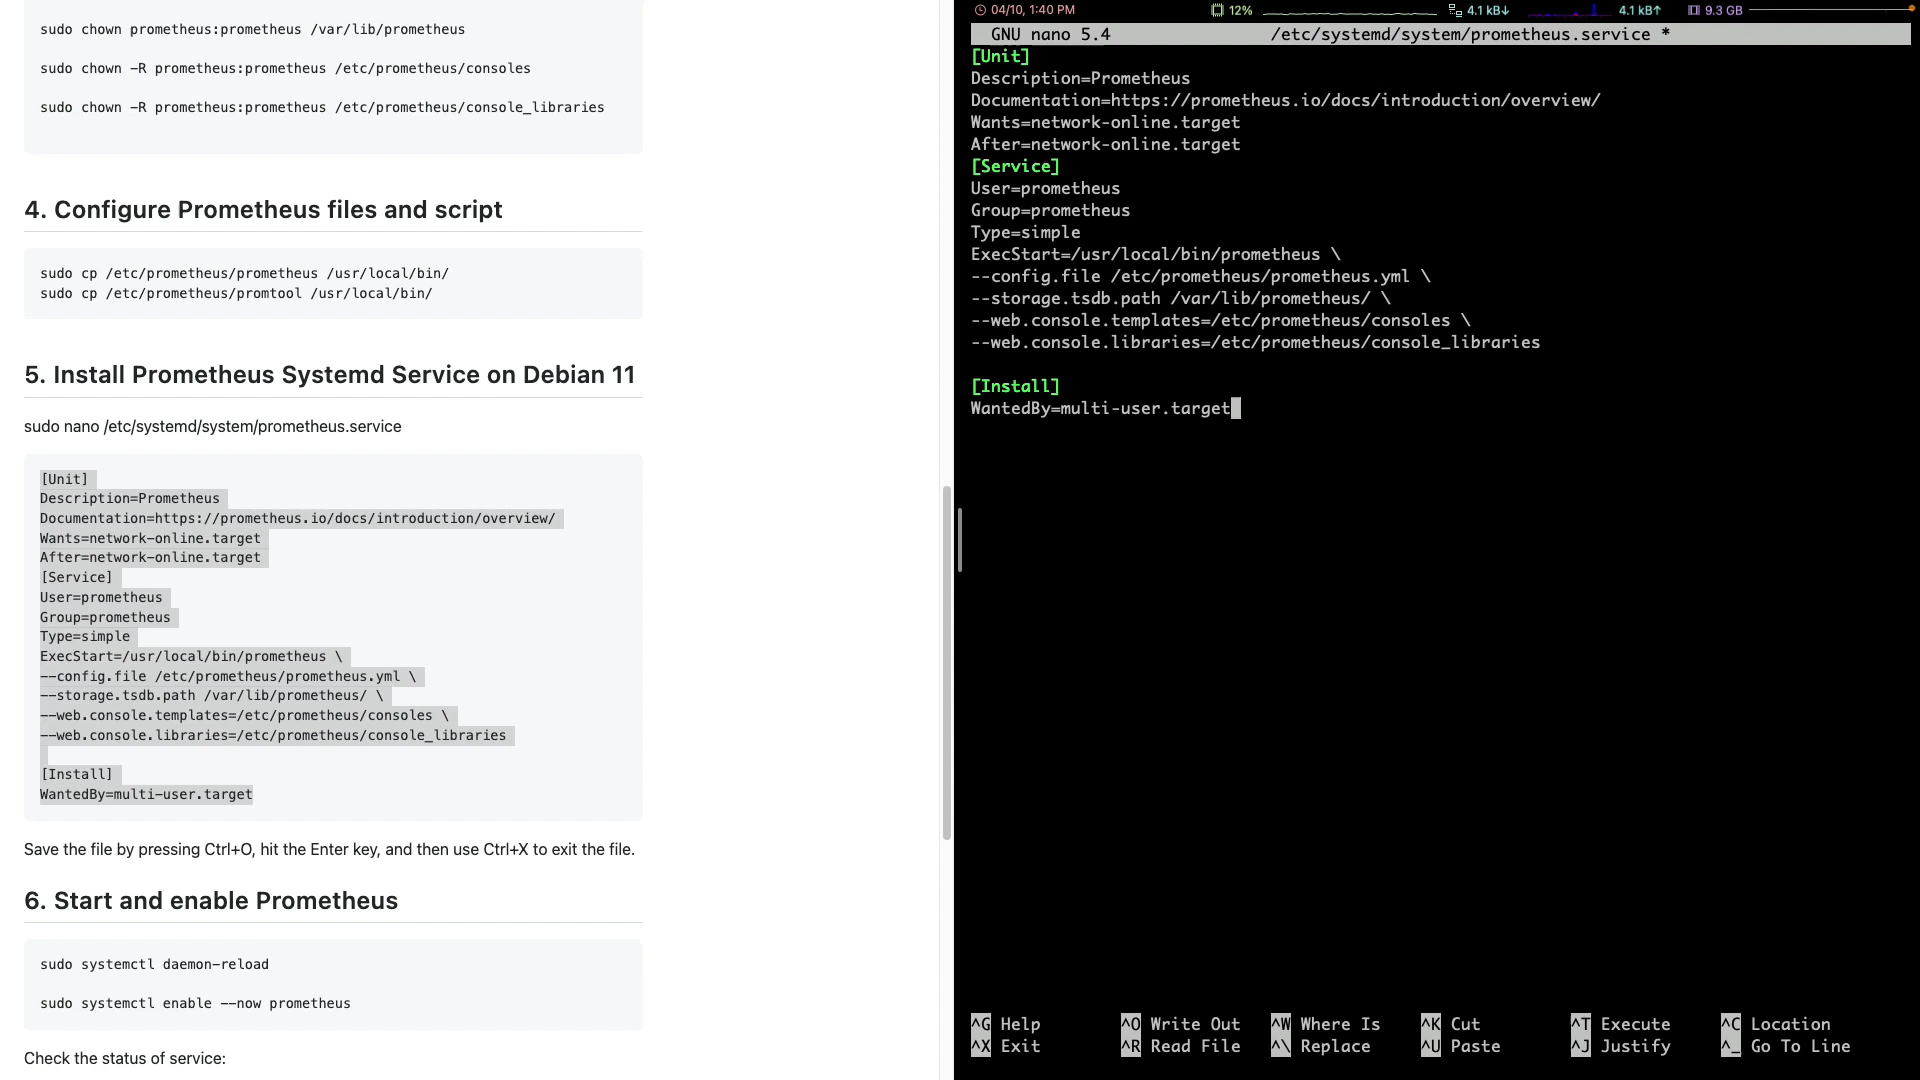 sudo chown prometheus:prometheus /var/lib/prometheus
sudo chown -R prometheus:prometheus /etc/prometheus/consoles
sudo chown -R prometheus:prometheus /etc/prometheus/console_libraries
4. Configure Prometheus files and script
sudo cp /etc/prometheus/prometheus /usr/local/bin/
sudo cp /etc/prometheus/promtool /usr/local/bin/
5. Install Prometheus Systemd Service on Debian 11
sudo nano /etc/systemd/system/prometheus.service
[Unit]
Description=Prometheus
Documentation=https://prometheus.io/docs/introduction/overview/
Wants=network-online.target
After=network-online.target
[Service]
User=prometheus
Group=prometheus
Type=simple
ExecStart=/usr/local/bin/prometheus \
--config.file /etc/prometheus/prometheus.yml \
--storage.tsdb.path /var/lib/prometheus/ \
--web.console.templates=/etc/prometheus/consoles \
--web.console.libraries=/etc/prometheus/console_libraries
[Install]
WantedBy=multi-user.target
Save the file by pressing Ctrl+O, hit the Enter key, and then use Ctrl+X to exit the file.
6. Start and enable Prometheus
sudo systemctl daemon-reload
sudo systemctl enable --now prometheus
Check the status of service:
04/10, 1:40 PM 12% 4.1 kB↓ 4.1 kB↑ 9.3 GB
GNU nano 5.4 /etc/systemd/system/prometheus.service *
[Unit]
Description=Prometheus
Documentation=https://prometheus.io/docs/introduction/overview/
Wants=network-online.target
After=network-online.target
[Service]
User=prometheus
Group=prometheus
Type=simple
ExecStart=/usr/local/bin/prometheus \
--config.file /etc/prometheus/prometheus.yml \
--storage.tsdb.path /var/lib/prometheus/ \
--web.console.templates=/etc/prometheus/consoles \
--web.console.libraries=/etc/prometheus/console_libraries
[Install]
WantedBy=multi-user.target
^G Help ^O Write Out ^W Where Is ^K Cut ^T Execute ^C Location
^X Exit ^R Read File ^\ Replace ^U Paste ^J Justify ^_ Go To Line